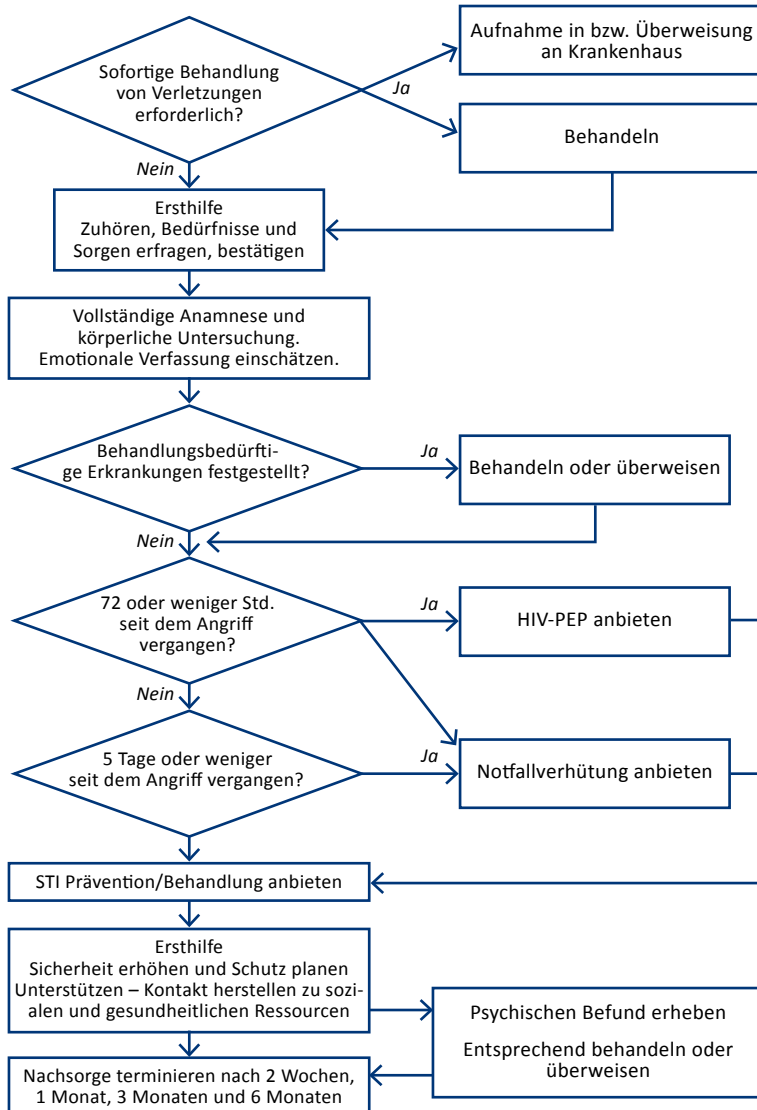 Sofortige Behandlung
von Verletzungen
erforderlich?
Ja
Aufnahme in bzw. Überweisung
an Krankenhaus
Behandeln
Nein
Ersthilfe
Zuhören, Bedürfnisse und
Sorgen erfragen, bestätigen
Vollständige Anamnese und
körperliche Untersuchung.
Emotionale Verfassung einschätzen.
Behandlungsbedürfti-
ge Erkrankungen festgestellt?
Ja
Behandeln oder überweisen
Nein
72 oder weniger Std.
seit dem Angriff
vergangen?
Ja
HIV-PEP anbieten
Nein
5 Tage oder weniger
seit dem Angriff vergangen?
Ja
Notfallverhütung anbieten
STI Prävention/Behandlung anbieten
Ersthilfe
Sicherheit erhöhen und Schutz planen
Unterstützen – Kontakt herstellen zu sozi-
alen und gesundheitlichen Ressourcen
Psychischen Befund erheben
Entsprechend behandeln oder
überweisen
Nachsorge terminieren nach 2 Wochen,
1 Monat, 3 Monaten und 6 Monaten